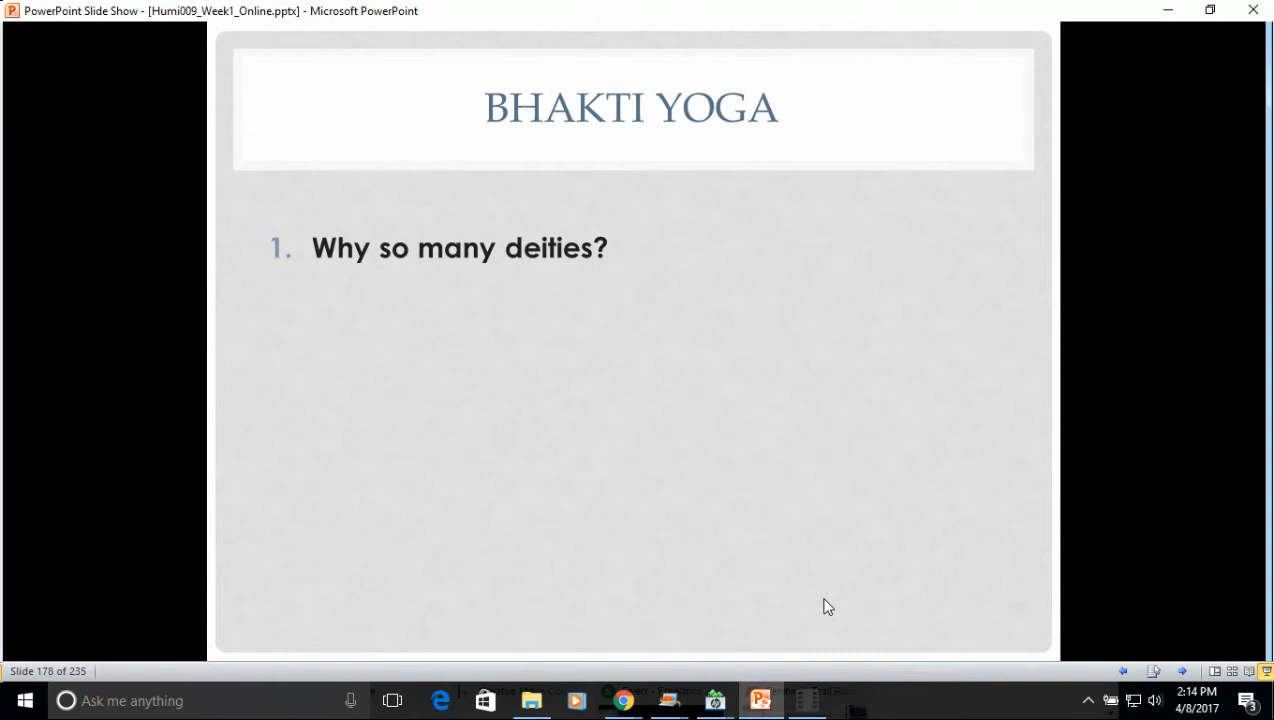 PowerPoint Slide Show - [Humi009_Week1_Online.pptx] - Microsoft PowerPoint
BHAKTI YOGA
1. Why so many deities?
Slide 178 of 235
Ask me anything
2:14 PM
4/8/2017
3